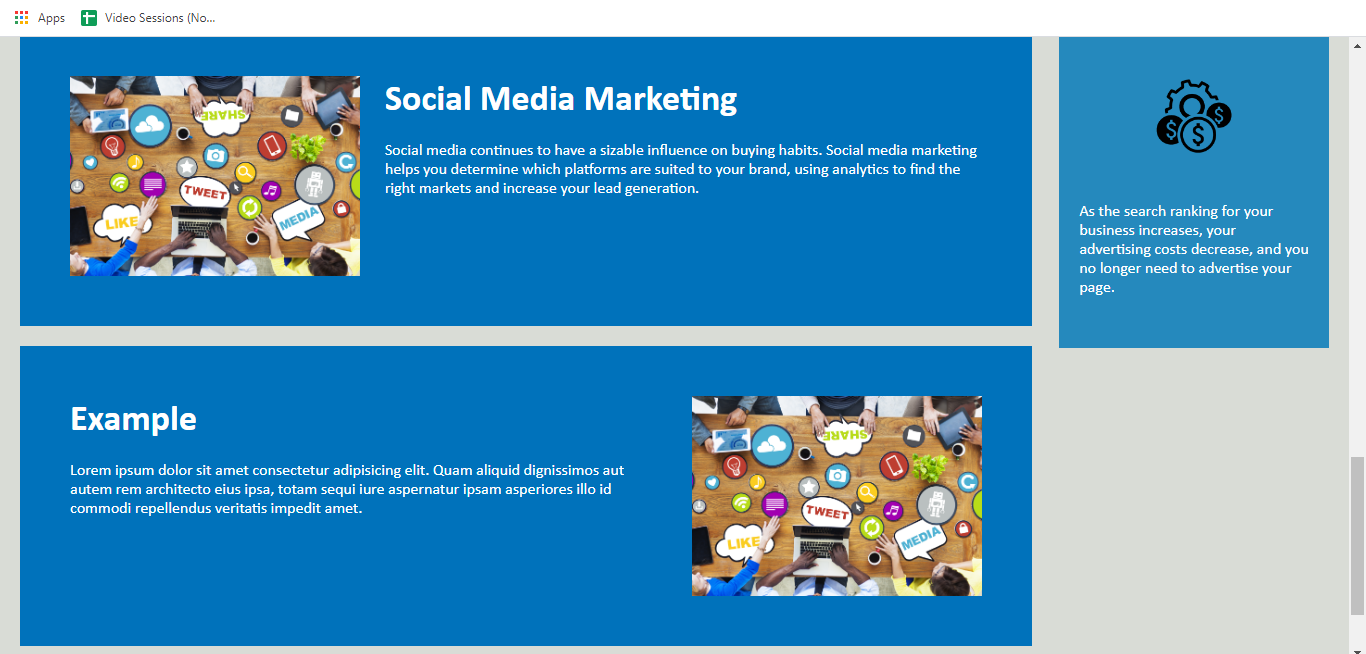 Apps Video Sessions (No...
Social Media Marketing
Social media continues to have a sizable influence on buying habits. Social media marketing
helps you determine which platforms are suited to your brand, using analytics to find the
right markets and increase your lead generation.
SHARE
TWEET
LIKE
MEDIA
$ $ $
As the search ranking for your
business increases, your
advertising costs decrease, and you
no longer need to advertise your
page.
Example
Lorem ipsum dolor sit amet consectetur adipisicing elit. Quam aliquid dignissimos aut
autem rem architecto eius ipsa, totam sequi iure aspernatur ipsam asperiores illo id
commodi repellendus veritatis impedit amet.
SHARE
TWEET
LIKE
MEDIA